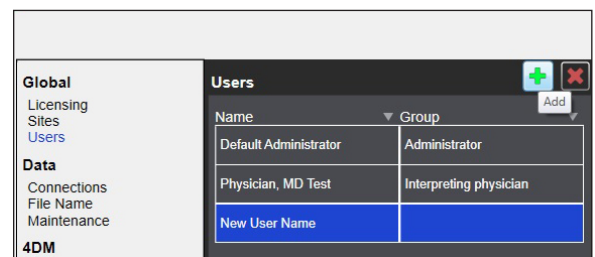 Global
Licensing
Sites
Users
Data
Connections
File Name
Maintenance
4DM
Users
Add
Name Group
Default Administrator Administrator
Physician, MD Test Interpreting physician
New User Name